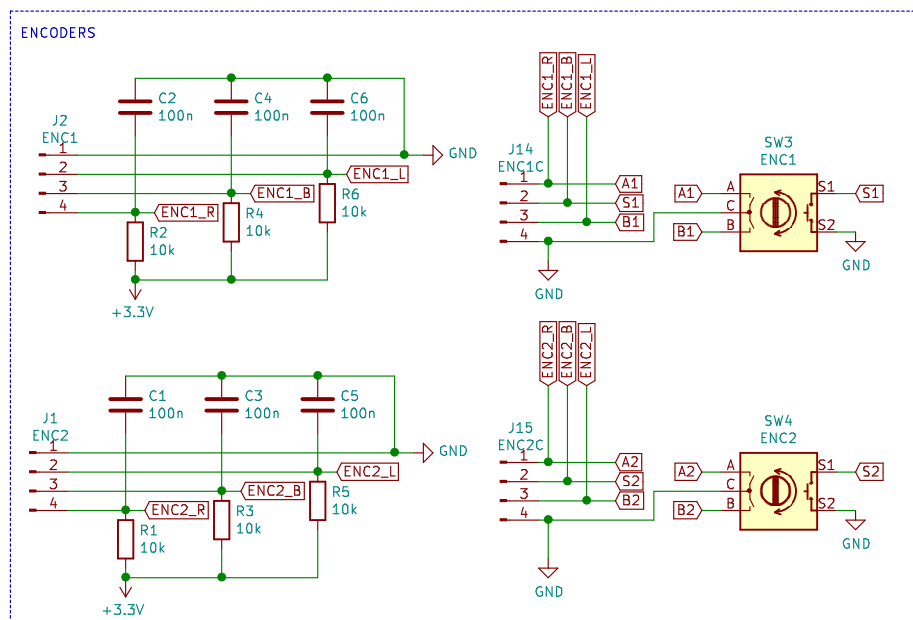 ENCODERS
C2
100n
C4
100n
C6
100n
J2
ENC1
1
2
3
4
GND
ENC1_L
ENC1_B
ENC1_R
R2
10k
R4
10k
R6
10k
+3.3V
ENC1_R
ENC1_B
ENC1_L
J14
ENC1C
1
2
3
4
A1
S1
B1
GND
SW3
ENC1
A1
B1
A
C
B
S1
S2
S1
GND
C1
100n
C3
100n
C5
100n
J1
ENC2
1
2
3
4
GND
ENC2_L
ENC2_B
ENC2_R
R1
10k
R3
10k
R5
10k
+3.3V
ENC2_R
ENC2_B
ENC2_L
J15
ENC2C
1
2
3
4
A2
S2
B2
GND
SW4
ENC2
A2
B2
A
C
B
S1
S2
S2
GND